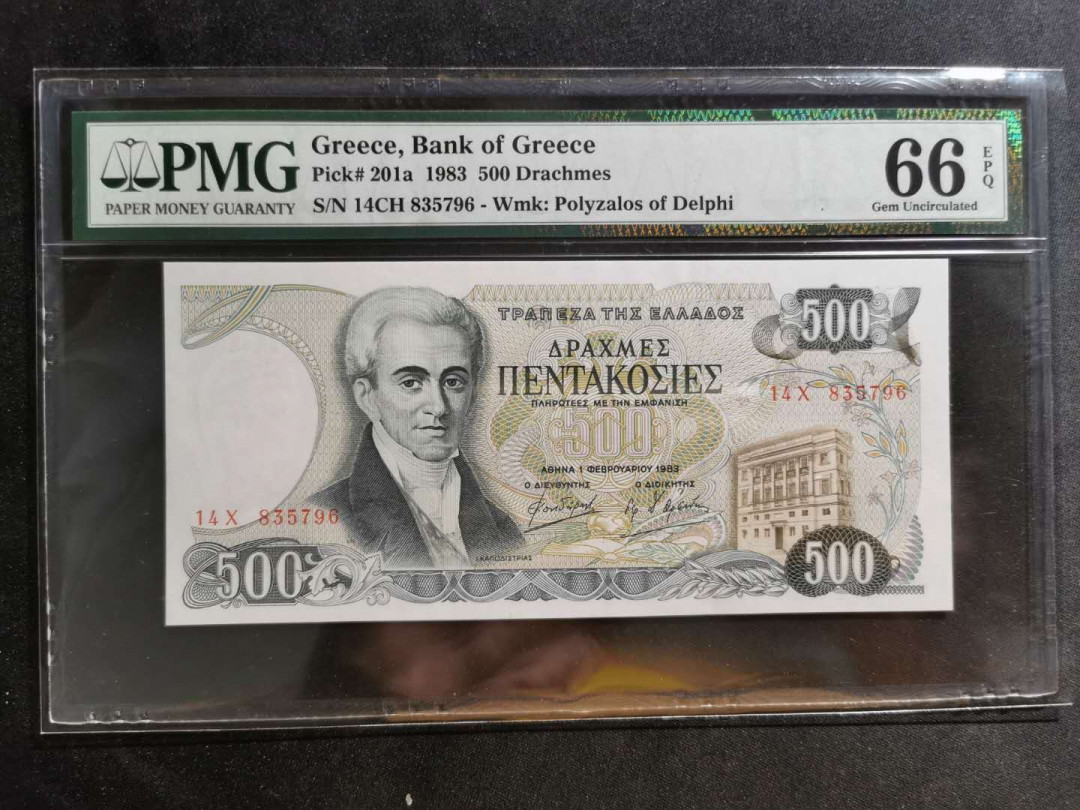 PMG
PAPER MONEY GUARANTY
Greece, Bank of Greece
Pick# 201a 1983 500 Drachmes
S/N 14CH 835796 - Wmk: Polyzalos of Delphi
66
EPQ
Gem Uncirculated
ΤΡΑΠΕΖΑ ΤΗΣ ΕΛΛΑΔΟΣ
500
ΔΡΑΧΜΕΣ
ΠΕΝΤΑΚΟΣΙΕΣ
ΠΛΗΡΩΤΕΕΣ ΜΕ ΤΗΝ ΕΜΦΑΝΙΣΗ
14 Χ 835796
500
ΑΘΗΝΑ 1 ΦΕΒΡΟΥΑΡΙΟΥ 1983
Ο ΔΙΕΥΘΥΝΤΗΣ Ο ΔΙΟΙΚΗΤΗΣ
14 Χ 835796
Ι.ΚΑΠΟΔΙΣΤΡΙΑΣ
500
500